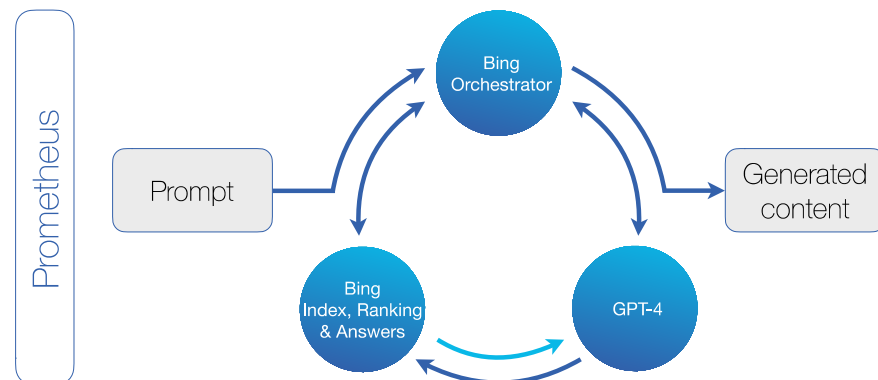 Prometheus
Bing
Orchestrator
Prompt
Generated
content
Bing
Index, Ranking
& Answers
GPT-4